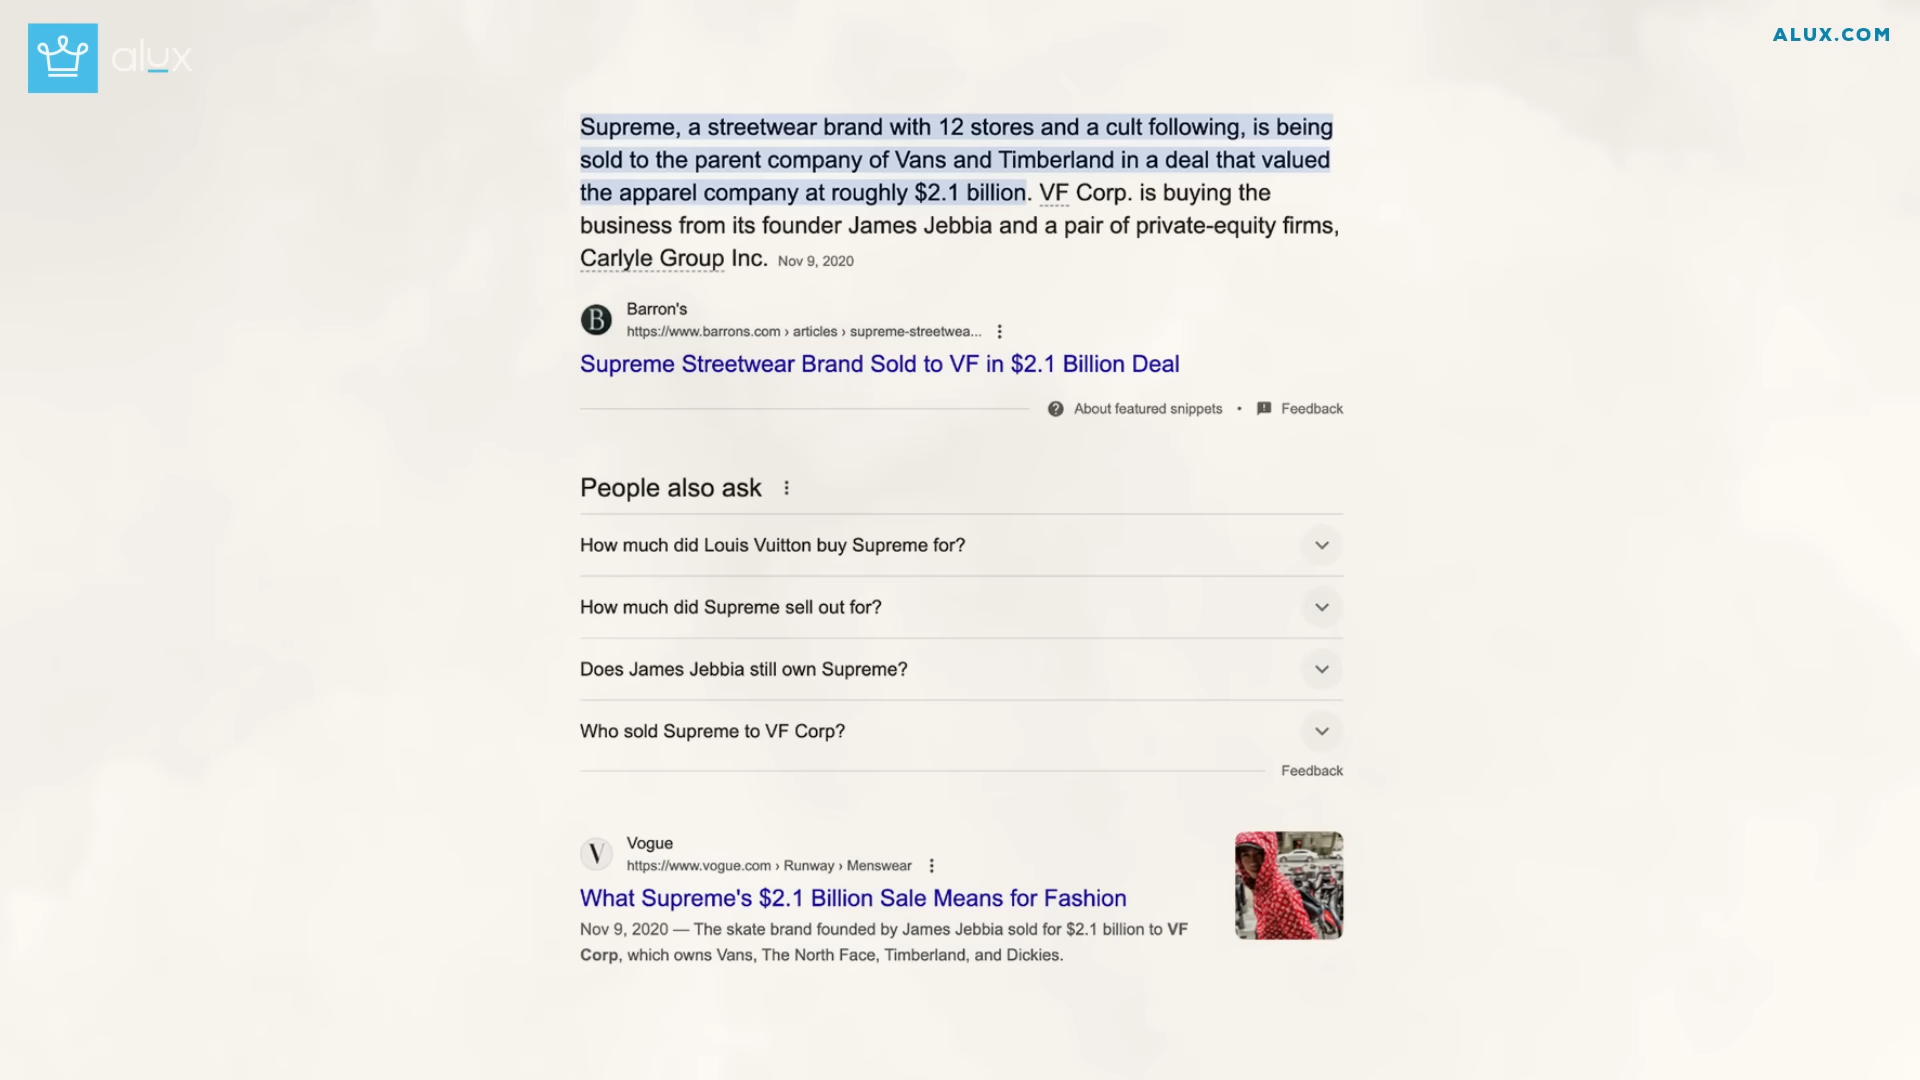 alux
ALUX.COM
Supreme, a streetwear brand with 12 stores and a cult following, is being
sold to the parent company of Vans and Timberland in a deal that valued
the apparel company at roughly $2.1 billion. VF Corp. is buying the
business from its founder James Jebbia and a pair of private-equity firms,
Carlyle Group Inc. Nov 9, 2020
B
Barron's
https://www.barrons.com › articles › supreme-streetwea...
Supreme Streetwear Brand Sold to VF in $2.1 Billion Deal
About featured snippets • Feedback
People also ask
How much did Louis Vuitton buy Supreme for?
How much did Supreme sell out for?
Does James Jebbia still own Supreme?
Who sold Supreme to VF Corp?
Feedback
V
Vogue
https://www.vogue.com › Runway › Menswear
What Supreme's $2.1 Billion Sale Means for Fashion
Nov 9, 2020 — The skate brand founded by James Jebbia sold for $2.1 billion to VF
Corp, which owns Vans, The North Face, Timberland, and Dickies.